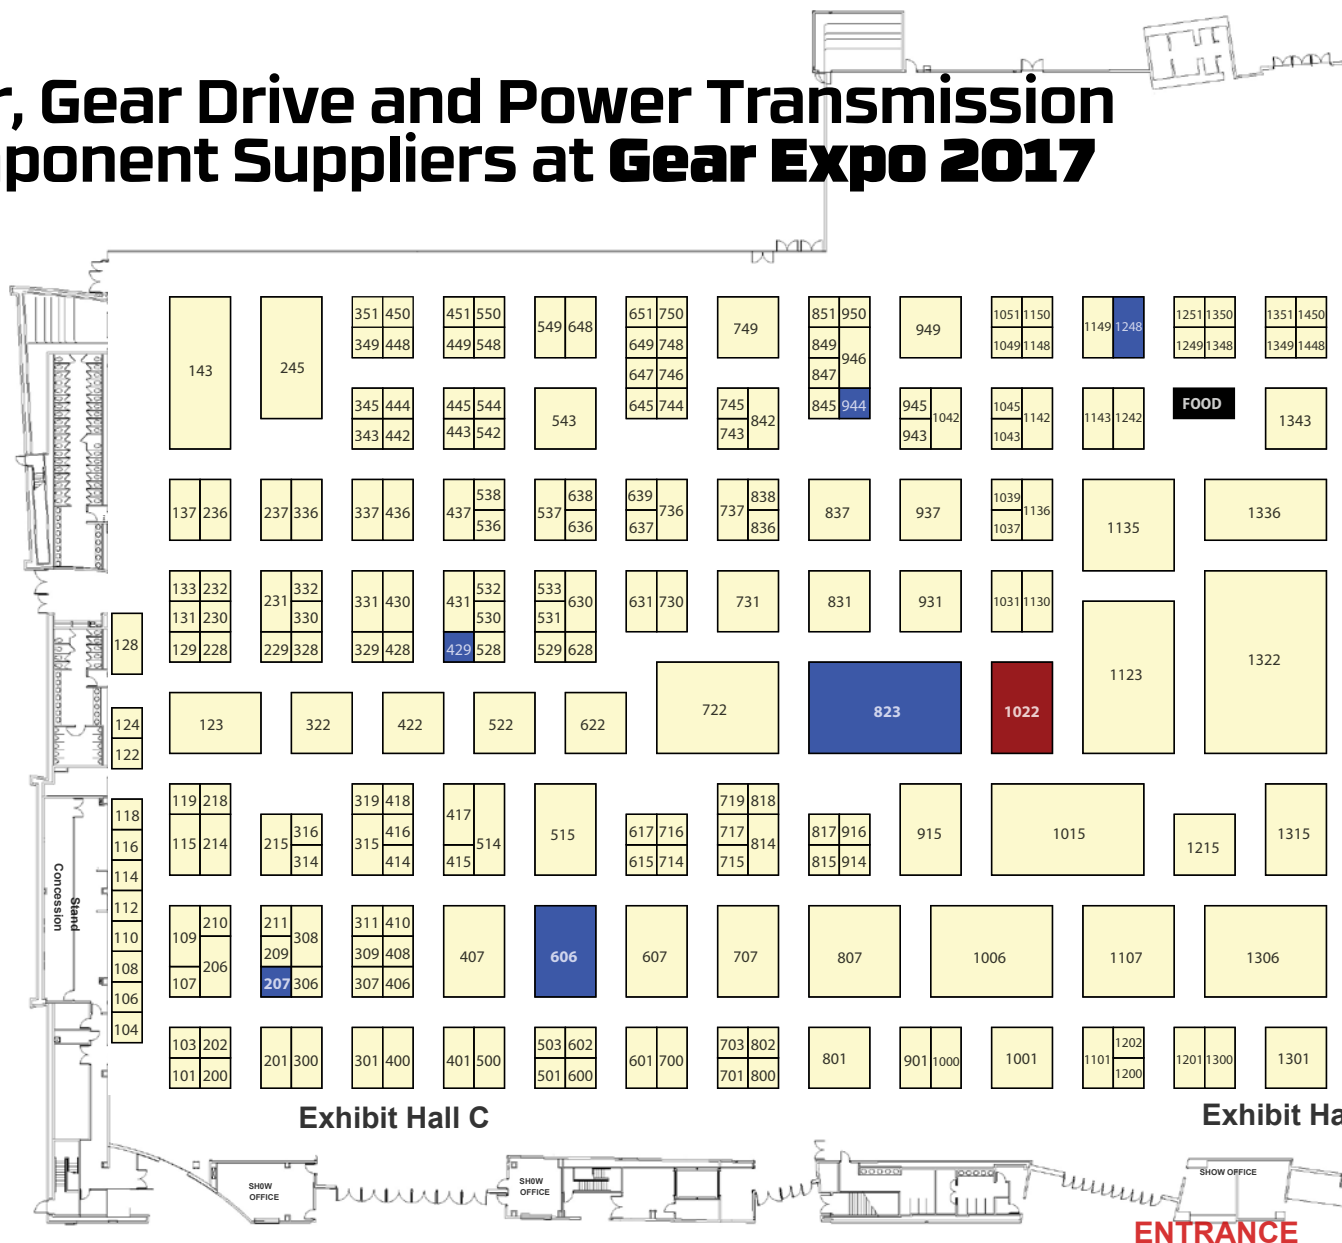 r, Gear Drive and Power Transmission
ponent Suppliers at Gear Expo 2017
351 450 451 550 549 648 651 750 749 851 950 949 1051 1150 1149 1248 1251 1350 1351 1450
349 448 449 548 649 748 849 946 1049 1148 1249 1348 1349 1448
143 245 647 746 847
345 444 445 544 543 645 744 745 842 845 944 945 1042 1045 1142 1143 1242 FOOD 1343
343 442 443 542 743 943 1043
137 236 237 336 337 436 437 538 537 638 639 736 737 838 837 937 1039 1136 1135 1336
536 636 637 836 1037
133 232 231 332 331 430 431 532 533 630 631 730 731 831 931 1031 1130
131 230 330 530 531
128 129 228 229 328 329 428 429 528 529 628 1123 1322
124 123 322 422 522 622 722 823 1022
122
119 218 319 418 417 514 515 719 818 915 1015 1315
118 115 214 215 316 315 416 617 716 717 814 817 916 1215
116 314 414 415 615 714 715 815 914
114
112 109 210 211 308 311 410 407 606 607 707 807 1006 1107 1306
110 206 209 309 408
108 107 207 306 307 406
106
104
Concession
Stand
103 202 201 300 301 400 401 500 503 602 601 700 703 802 801 901 1000 1001 1101 1202 1201 1300 1301
101 200 501 600 701 800 1200
Exhibit Hall C Exhibit Ha
SHOW
OFFICE
SHOW
OFFICE
SHOW OFFICE
ENTRANCE